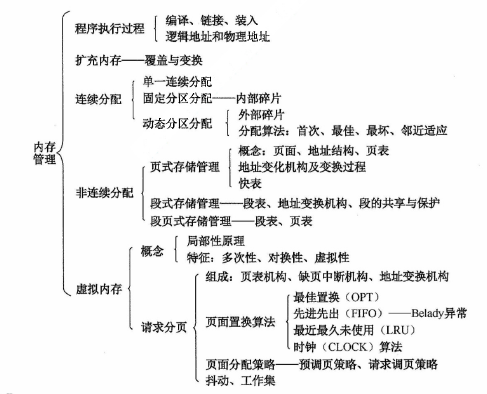 程序执行过程
编译、链接、装入
逻辑地址和物理地址
扩充内存——覆盖与变换
连续分配
单一连续分配
固定分区分配——内部碎片
动态分区分配
外部碎片
分配算法：首次、最佳、最坏、邻近适应
内存管理
非连续分配
页式存储管理
概念：页面、地址结构、页表
地址变化机构及变换过程
快表
段式存储管理——段表、地址变换机构、段的共享与保护
段页式存储管理——段表、页表
虚拟内存
概念
局部性原理
特征：多次性、对换性、虚拟性
请求分页
组成：页表机构、缺页中断机构、地址变换机构
页面置换算法
最佳置换（OPT）
先进先出（FIFO）——Belady异常
最近最久未使用（LRU）
时钟（CLOCK）算法
页面分配策略——预调页策略、请求调页策略
抖动、工作集